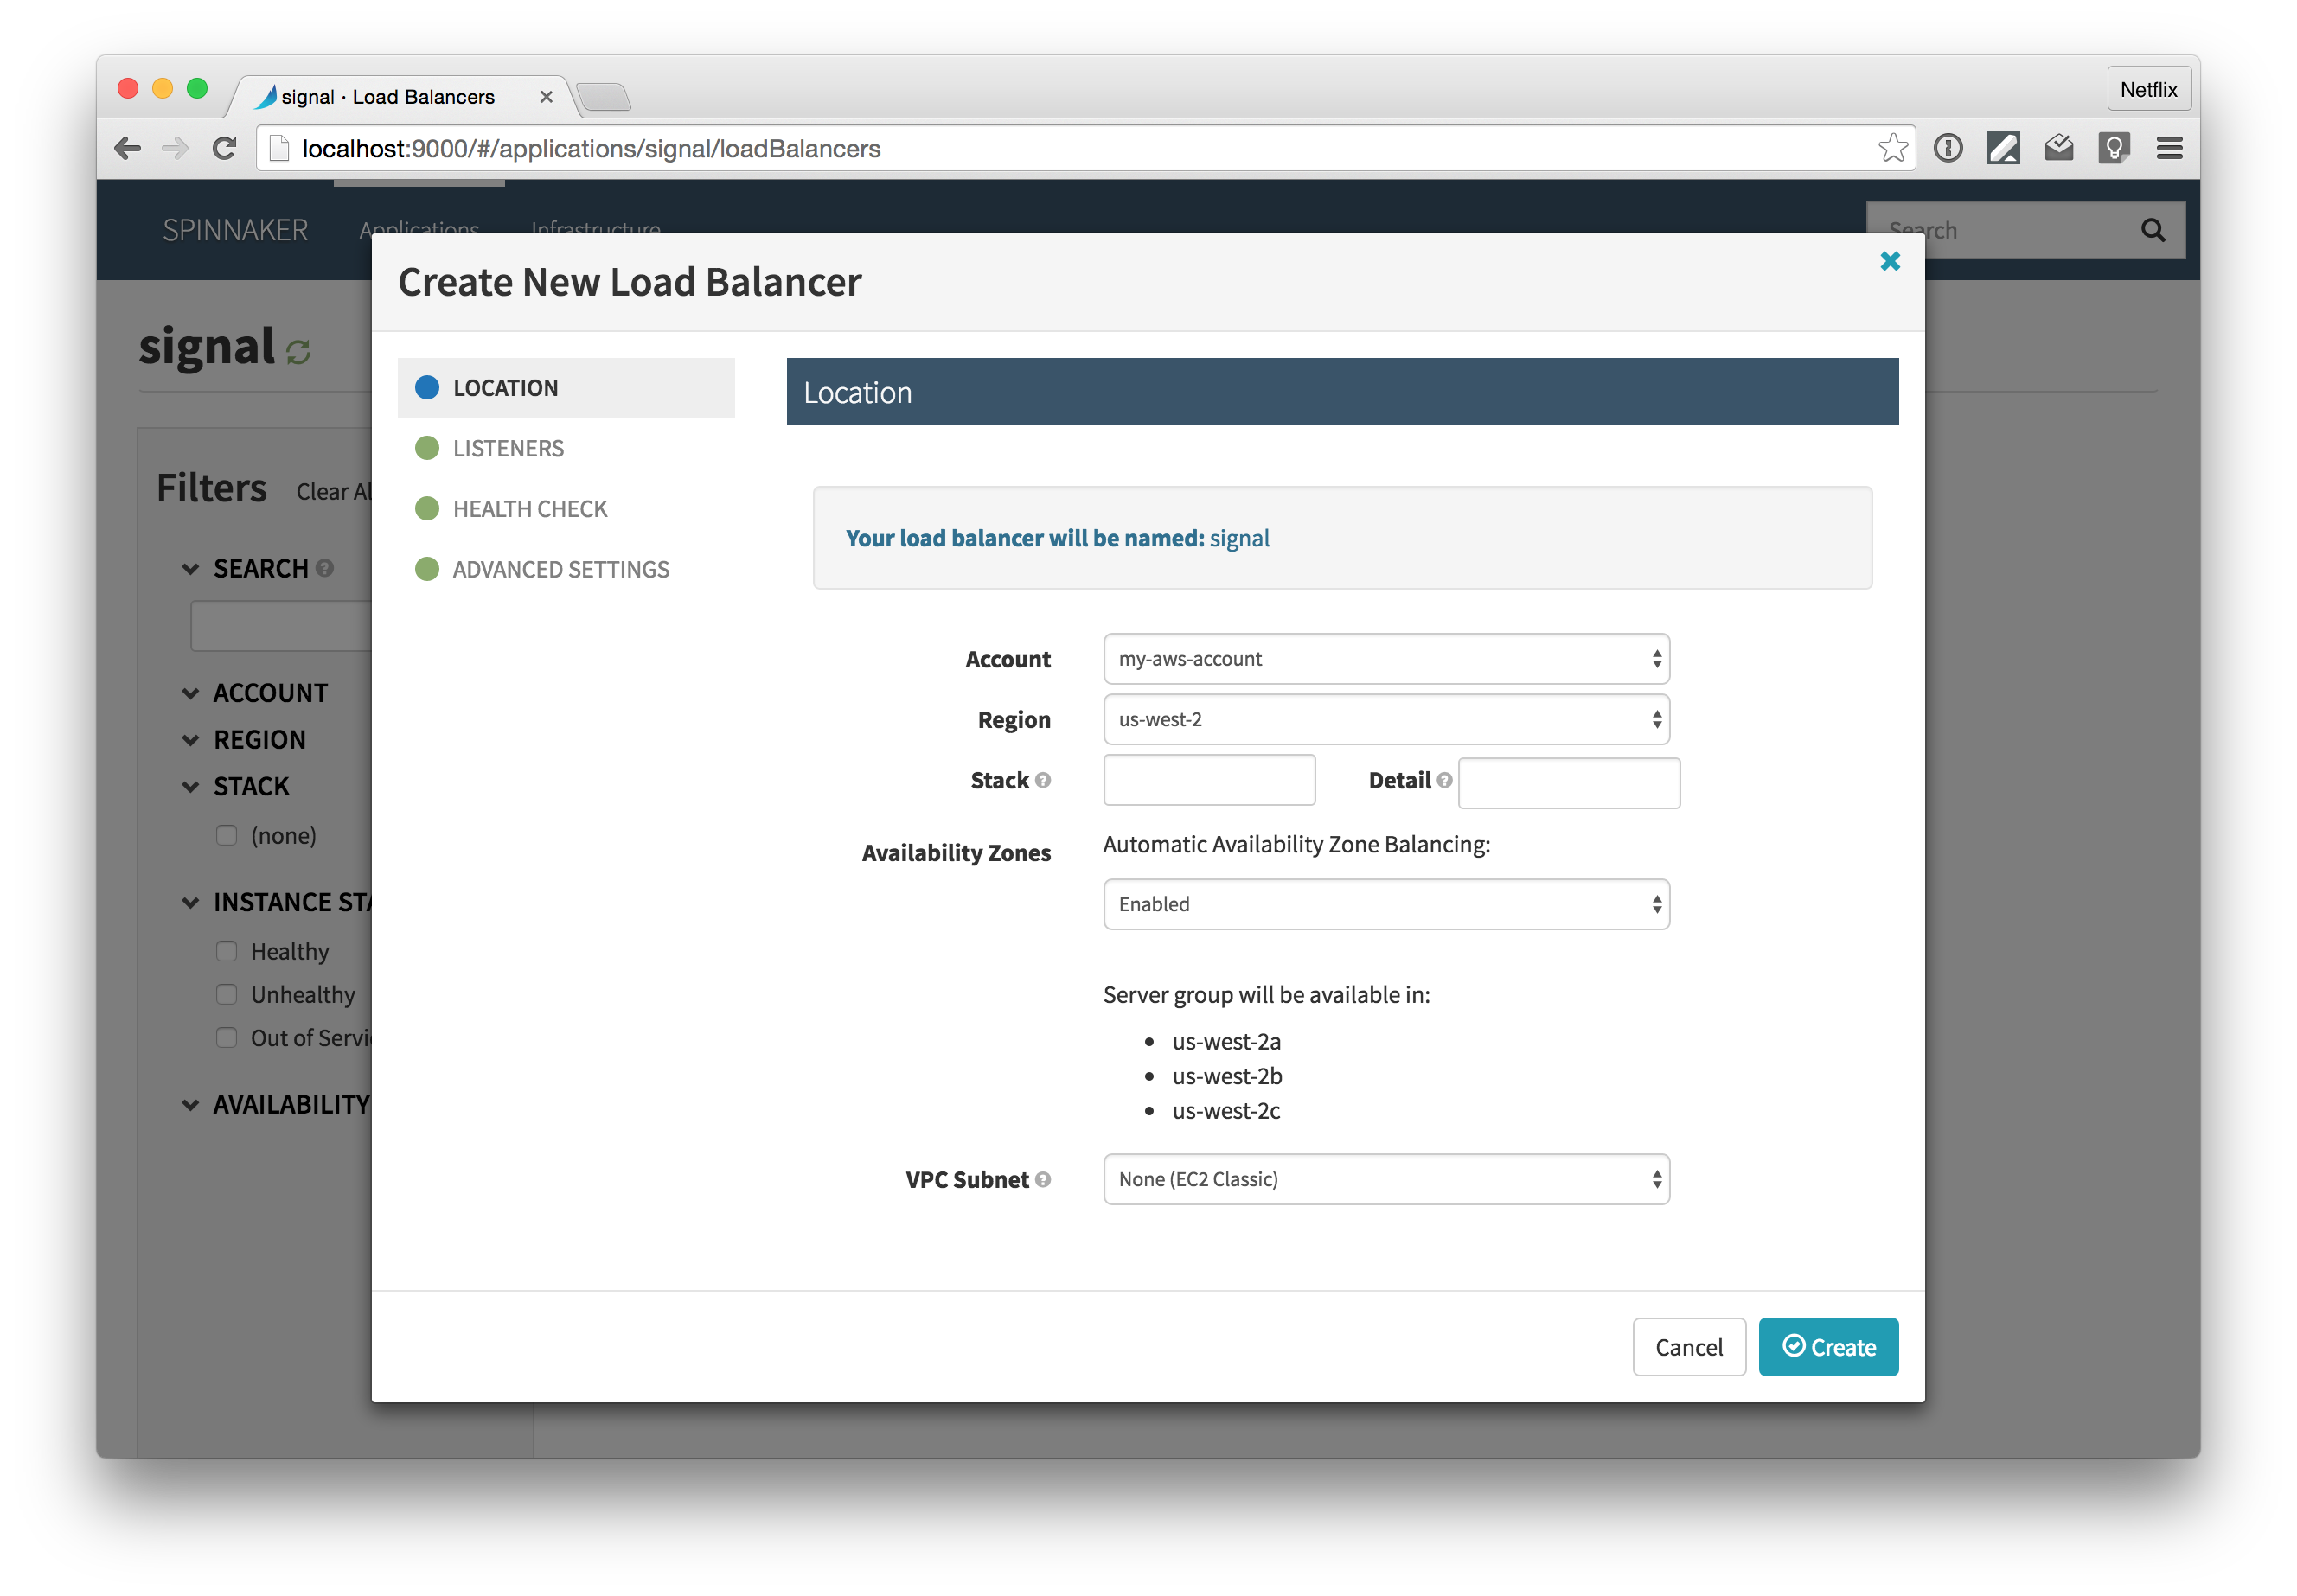 signal · Load Balancers
Netflix
localhost:9000/#/applications/signal/loadBalancers
SPINNAKER Applications Infrastructure Search
Create New Load Balancer
signal
LOCATION
LISTENERS
HEALTH CHECK
ADVANCED SETTINGS
Location
Your load balancer will be named: signal
Account my-aws-account
Region us-west-2
Stack Detail
Availability Zones Automatic Availability Zone Balancing:
Enabled
Server group will be available in:
us-west-2a
us-west-2b
us-west-2c
VPC Subnet None (EC2 Classic)
Cancel Create
Filters Clear Al
SEARCH
ACCOUNT
REGION
STACK
(none)
INSTANCE STA
Healthy
Unhealthy
Out of Servi
AVAILABILITY